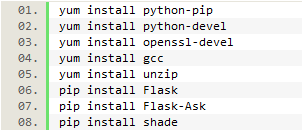 01. yum install python-pip
02. yum install python-devel
03. yum install openssl-devel
04. yum install gcc
05. yum install unzip
06. pip install Flask
07. pip install Flask-Ask
08. pip install shade